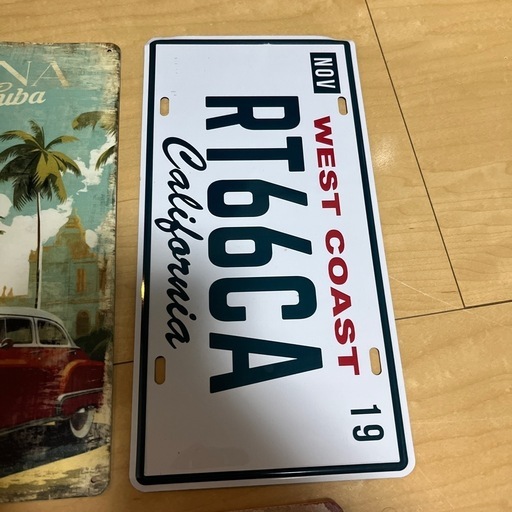 NA
Cuba
NOV
WEST COAST
19
RT66CA
California